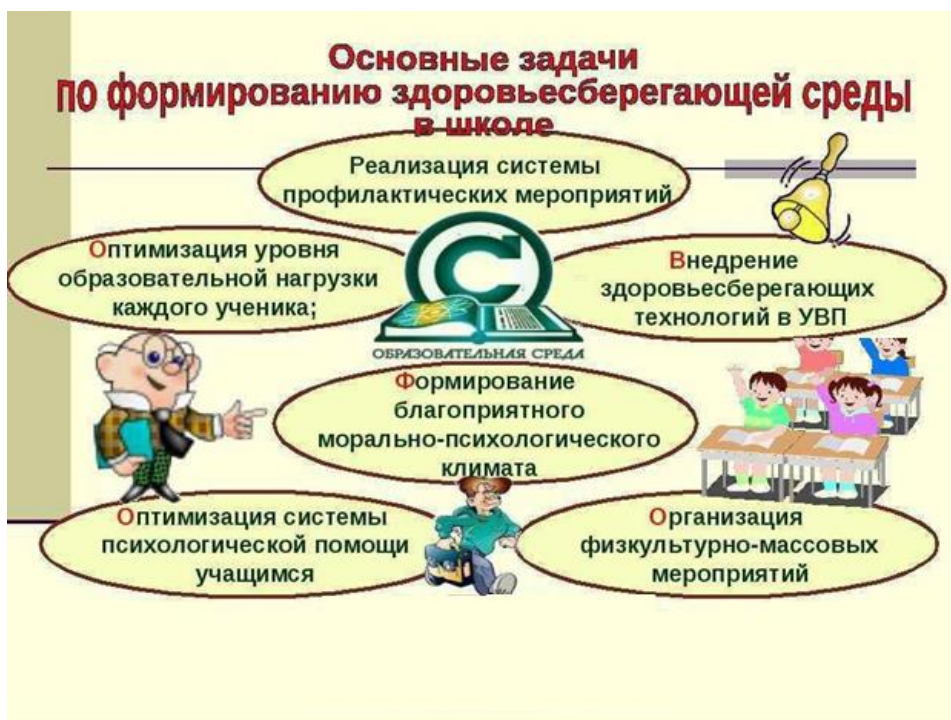 Основные задачи
по формированию здоровьесберегающей среды
в школе
Реализация системы
профилактических мероприятий
Оптимизация уровня
образовательной нагрузки
каждого ученика;
Внедрение
здоровьесберегающих
технологий в УВП
С
ОБРАЗОВАТЕЛЬНАЯ СРЕДА
Формирование
благоприятного
морально-психологического
климата
Оптимизация системы
психологической помощи
учащимся
Организация
физкультурно-массовых
мероприятий